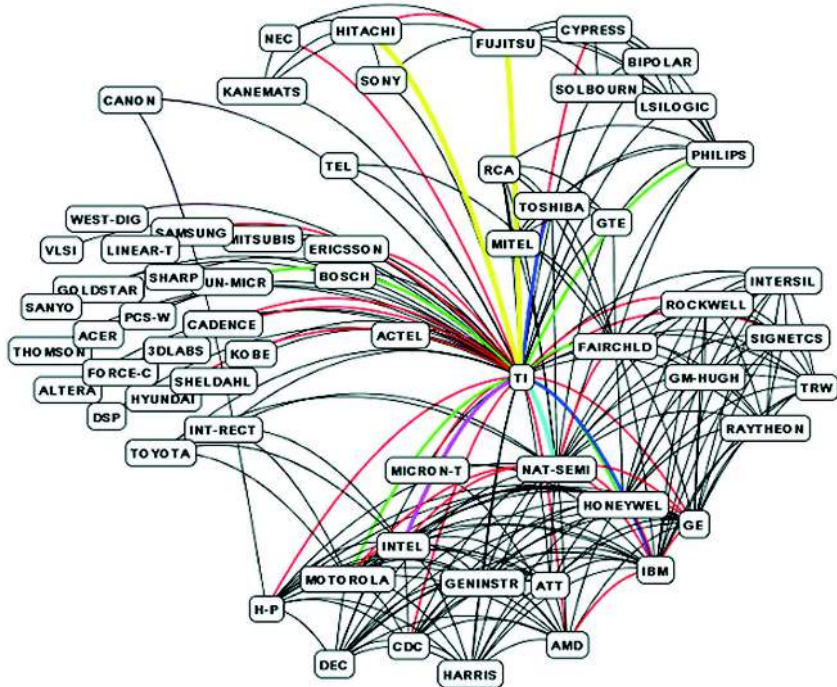 CYPRESS
HITACHI
NEC
FUJITSU
BIPOLAR
SONY
SOLBOURN
KANEMATS
CANON
LSILOGIC
PHILIPS
TEL
RCA
TOSHIBA
WEST-DIG
GTE
SAMSUNG
MITSUBIS
MITEL
VLSI
LINEAR-T
ERICSSON
SHARP
BOSCH
UN-MICR
INTERSIL
GOLDSTAR
SANYO
ROCKWELL
PCS-W
CADENCE
ACER
ACTEL
SIGNETCS
FAIRCHLD
THOMSON
3DLABS
KOBE
FORCE-C
TI
GM-HUGH
SHELDAHL
TRW
ALTERA
HYUNDAI
DSP
INT-RECT
RAYTHEON
TOYOTA
MICRON-T
NAT-SEMI
HONEYWEL
GE
INTEL
IBM
MOTOROLA
GENINSTR
ATT
H-P
CDC
AMD
DEC
HARRIS